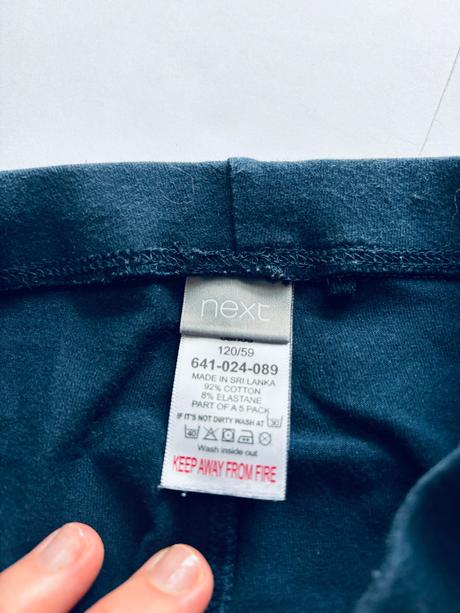 next
120/59
641-024-089
MADE IN SRI LANKA
92% COTTON
8% ELASTANE
PART OF A 5 PACK
IF IT'S NOT DIRTY WASH AT 30
40
Wash inside out
KEEP AWAY FROM FIRE